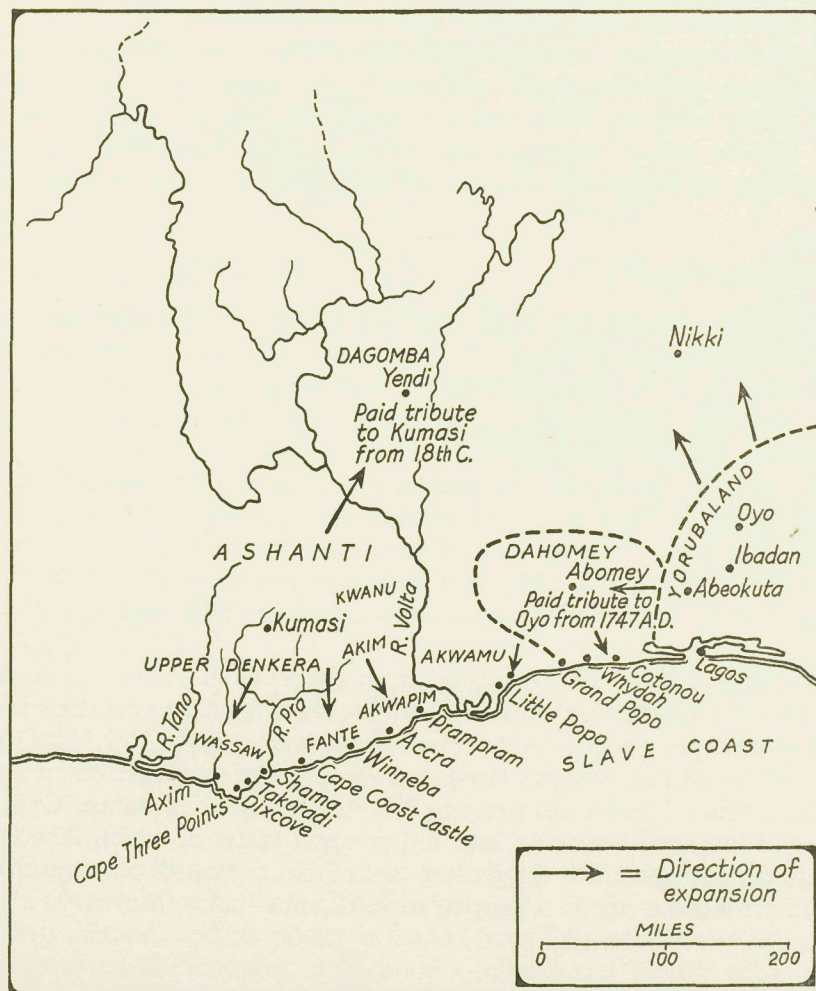 Nikki
DAGOMBA
Yendi
Paid tribute
to Kumasi
from 18th C.
YORUBALAND
Oyo
ASHANTI
DAHOMEY
Ibadan
Abomey
Abeokuta
KWANU
Paid tribute to
Oyo from 1747 A.D.
Kumasi
R. Volta
AKIM
UPPER DENKERA
AKWAMU
Lagos
Cotonou
Whydah
Grand Popo
R. Tano
R. Pra
AKWAPIM
Little Popo
WASSAW
FANTE
Prampram
SLAVE COAST
Accra
Winneba
Cape Coast Castle
Axim
Shama
Takoradi
Dixcove
Cape Three Points
= Direction of
expansion
MILES
0 100 200